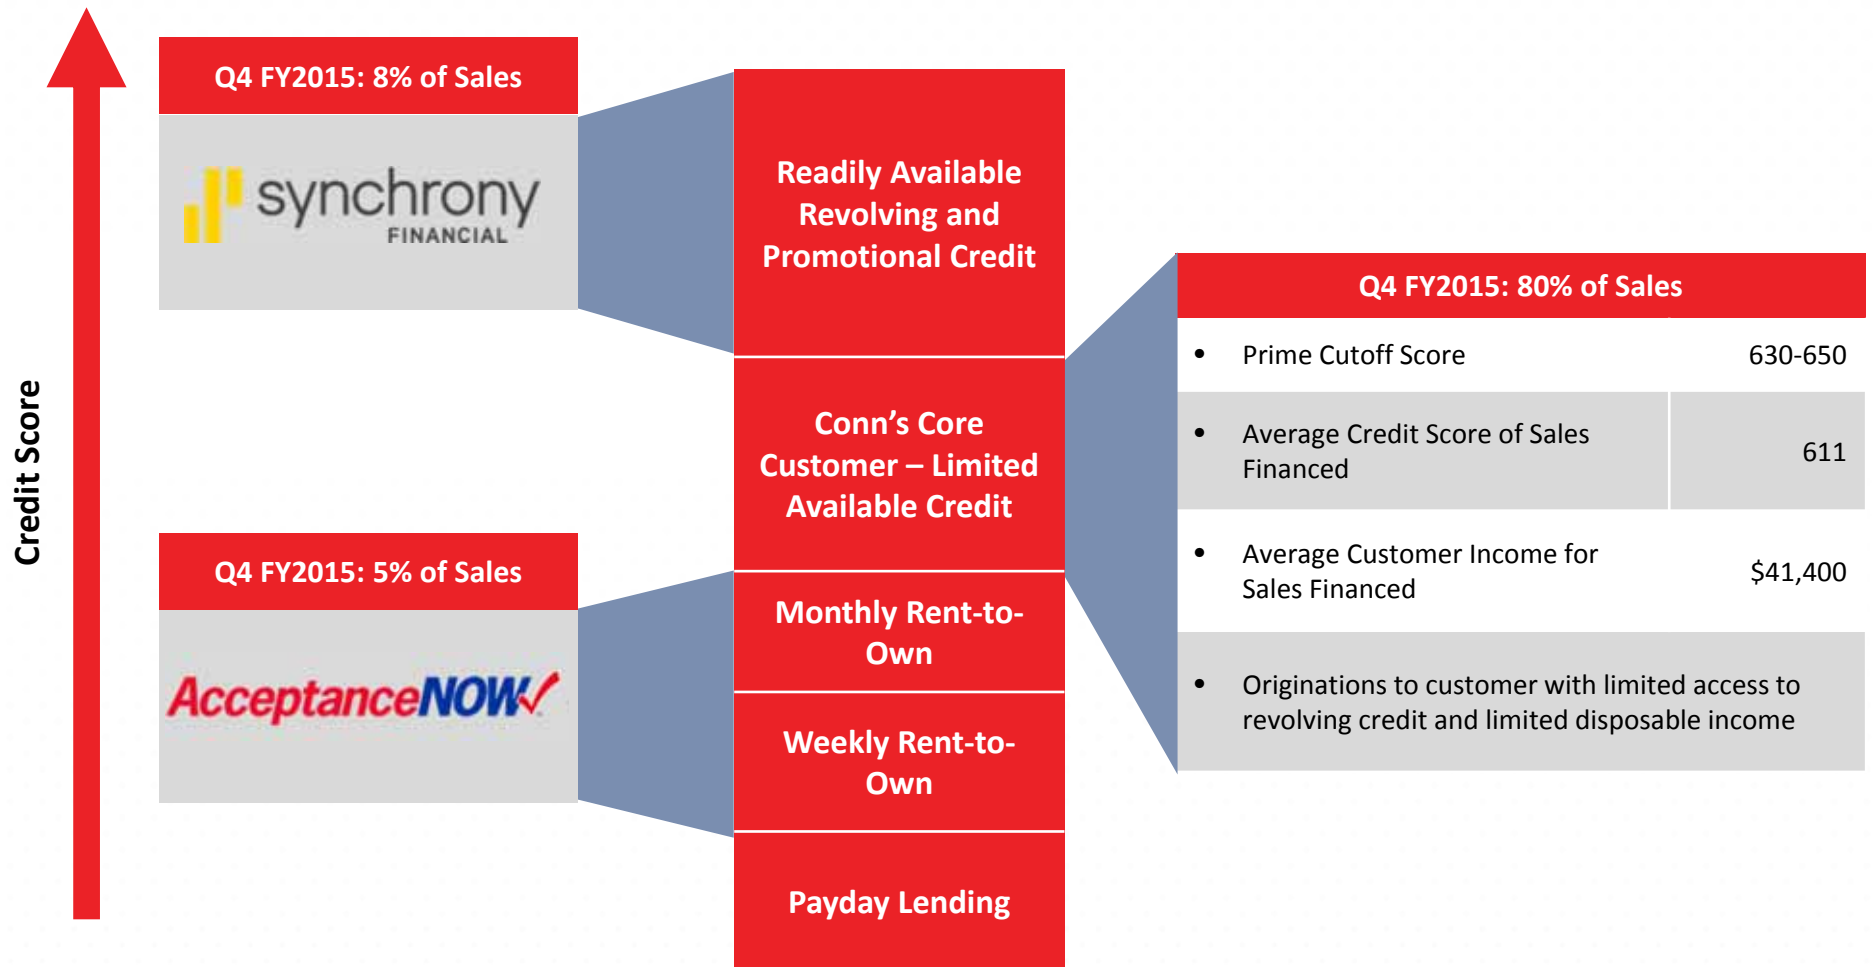 Credit Score
Q4 FY2015: 8% of Sales
synchrony
FINANCIAL
Q4 FY2015: 5% of Sales
AcceptanceNOW
Readily Available
Revolving and
Promotional Credit
Conn’s Core
Customer – Limited
Available Credit
Monthly Rent-to-
Own
Weekly Rent-to-
Own
Payday Lending
Q4 FY2015: 80% of Sales
• Prime Cutoff Score 630-650
• Average Credit Score of Sales
Financed 611
• Average Customer Income for
Sales Financed $41,400
• Originations to customer with limited access to
revolving credit and limited disposable income